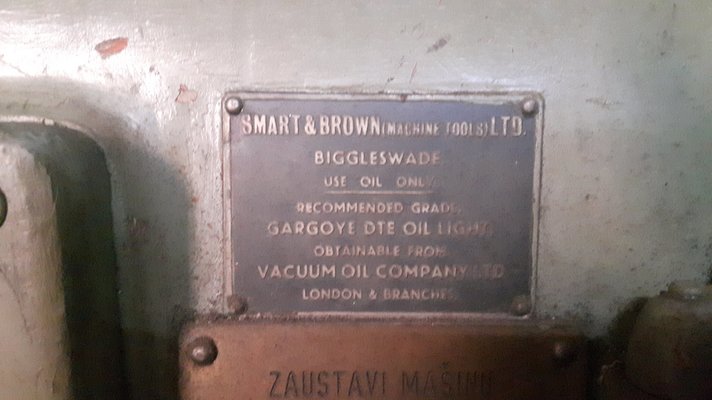 SMART & BROWN (MACHINE TOOLS) LTD.
BIGGLESWADE.
USE OIL ONLY.
RECOMMENDED GRADE.
GARGOYE DTE OIL LIGHT.
OBTAINABLE FROM
VACUUM OIL COMPANY LTD
LONDON & BRANCHES.
ZAUSTAVI MAŠINU